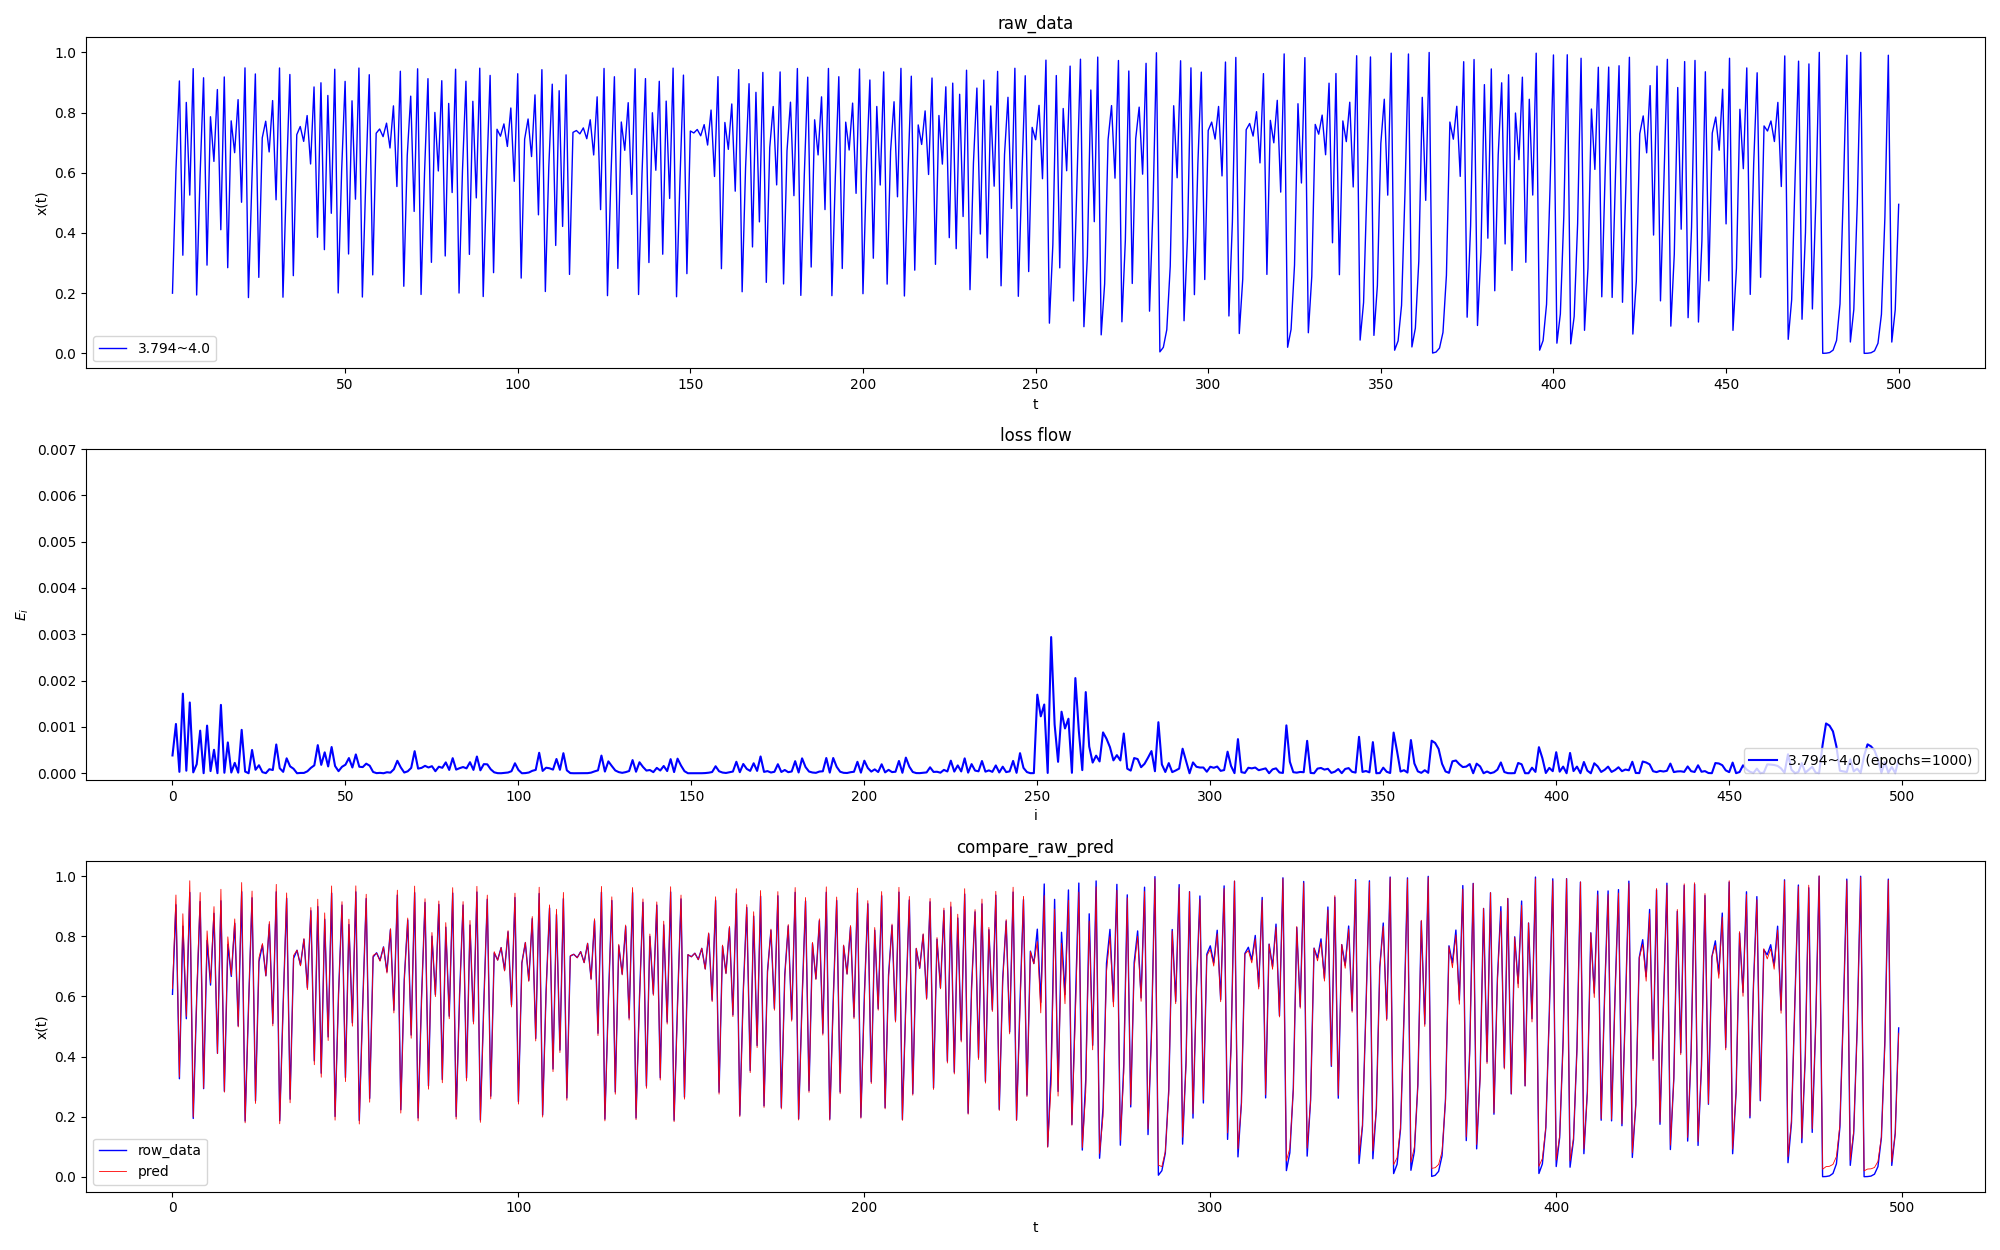 raw_data
1.0
0.8
0.6
0.4
0.2
0.0
x(t)
3.794~4.0
50 100 150 200 250 300 350 400 450 500
t
loss flow
0.007
0.006
0.005
0.004
0.003
0.002
0.001
0.000
E_i
3.794~4.0 (epochs=1000)
0 50 100 150 200 250 300 350 400 450 500
i
compare_raw_pred
1.0
0.8
0.6
0.4
0.2
0.0
x(t)
row_data
pred
0 100 200 300 400 500
t